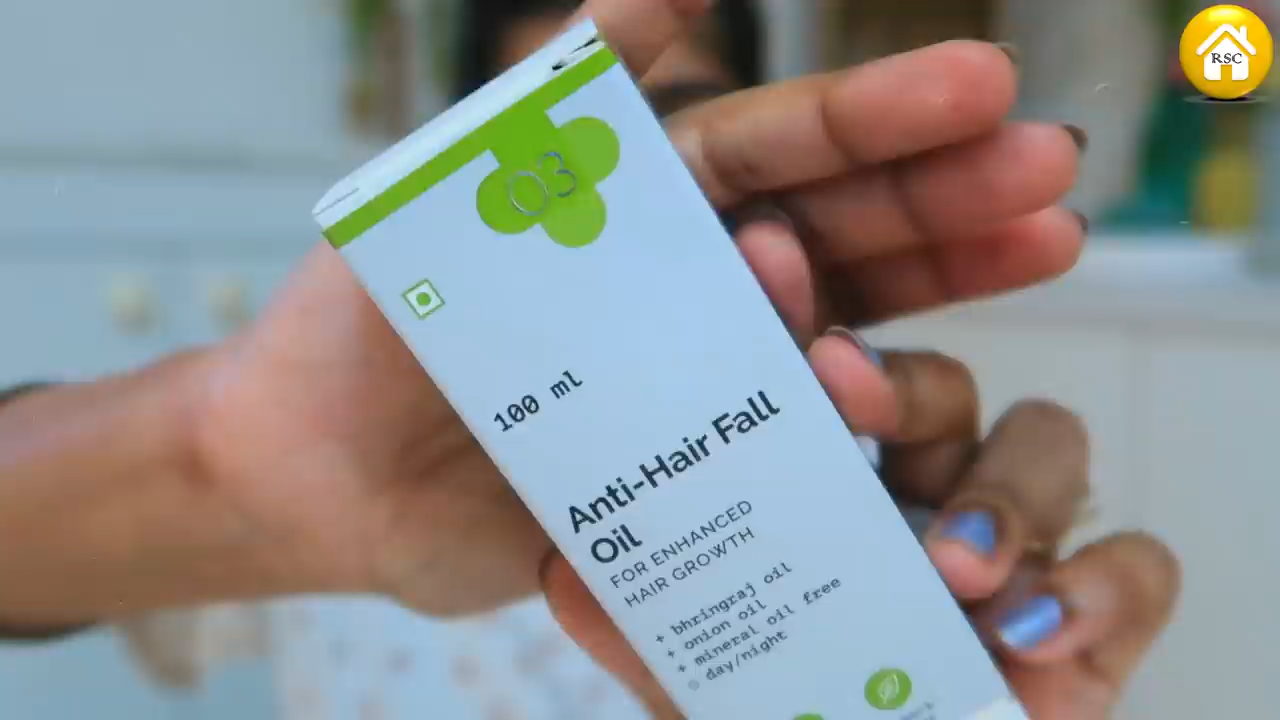 RSC
O3
100 ml
Anti-Hair Fall
Oil
FOR ENHANCED
HAIR GROWTH
+ bhringraj oil
+ onion oil
+ mineral oil free
day/night